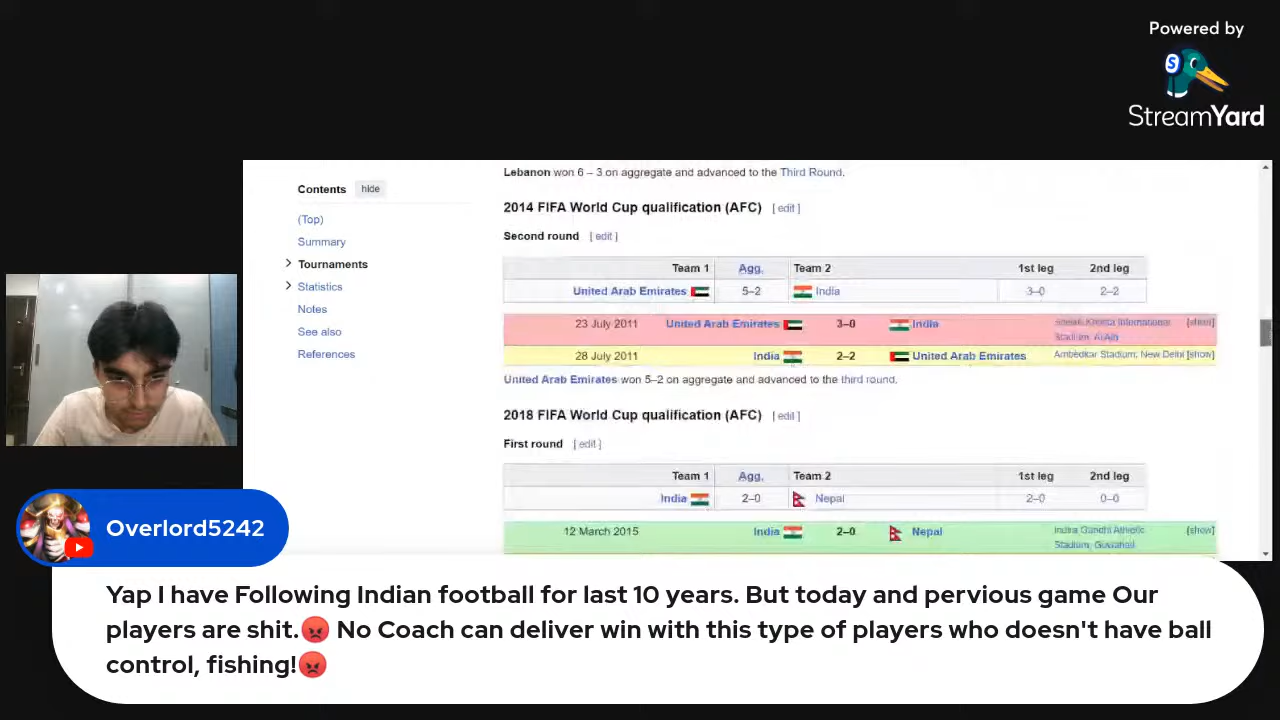 Powered by
S
StreamYard
Contents hide
(Top)
Summary
Tournaments
Statistics
Notes
See also
References
Lebanon won 6 – 3 on aggregate and advanced to the Third Round.
2014 FIFA World Cup qualification (AFC) [ edit ]
Second round [ edit ]
Team 1 Agg. Team 2 1st leg 2nd leg
United Arab Emirates 5–2 India 3–0 2–2
23 July 2011 United Arab Emirates 3–0 India International [show]
Stadium, Al Ain
28 July 2011 India 2–2 United Arab Emirates Ambedkar Stadium, New Delhi [show]
United Arab Emirates won 5–2 on aggregate and advanced to the third round.
2018 FIFA World Cup qualification (AFC) [ edit ]
First round [ edit ]
Team 1 Agg. Team 2 1st leg 2nd leg
India 2–0 Nepal 2–0 0–0
12 March 2015 India 2–0 Nepal Indira Gandhi Athletic [show]
Stadium, Guwahati
Overlord5242
Yap I have Following Indian football for last 10 years. But today and pervious game Our
players are shit.😡 No Coach can deliver win with this type of players who doesn't have ball
control, fishing!😡